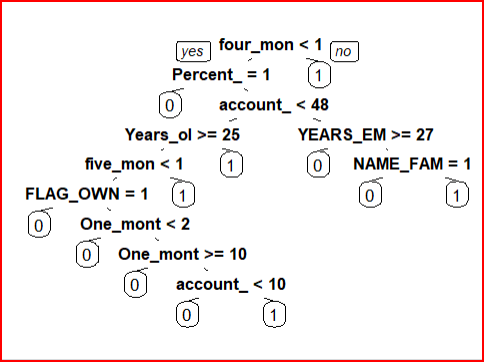 four_mon < 1
yes
no
Percent_ = 1
1
0
account_ < 48
Years_ol >= 25
YEARS_EM >= 27
five_mon < 1
1
0
NAME_FAM = 1
FLAG_OWN = 1
1
0
1
0
One_mont < 2
0
One_mont >= 10
0
account_ < 10
0
1